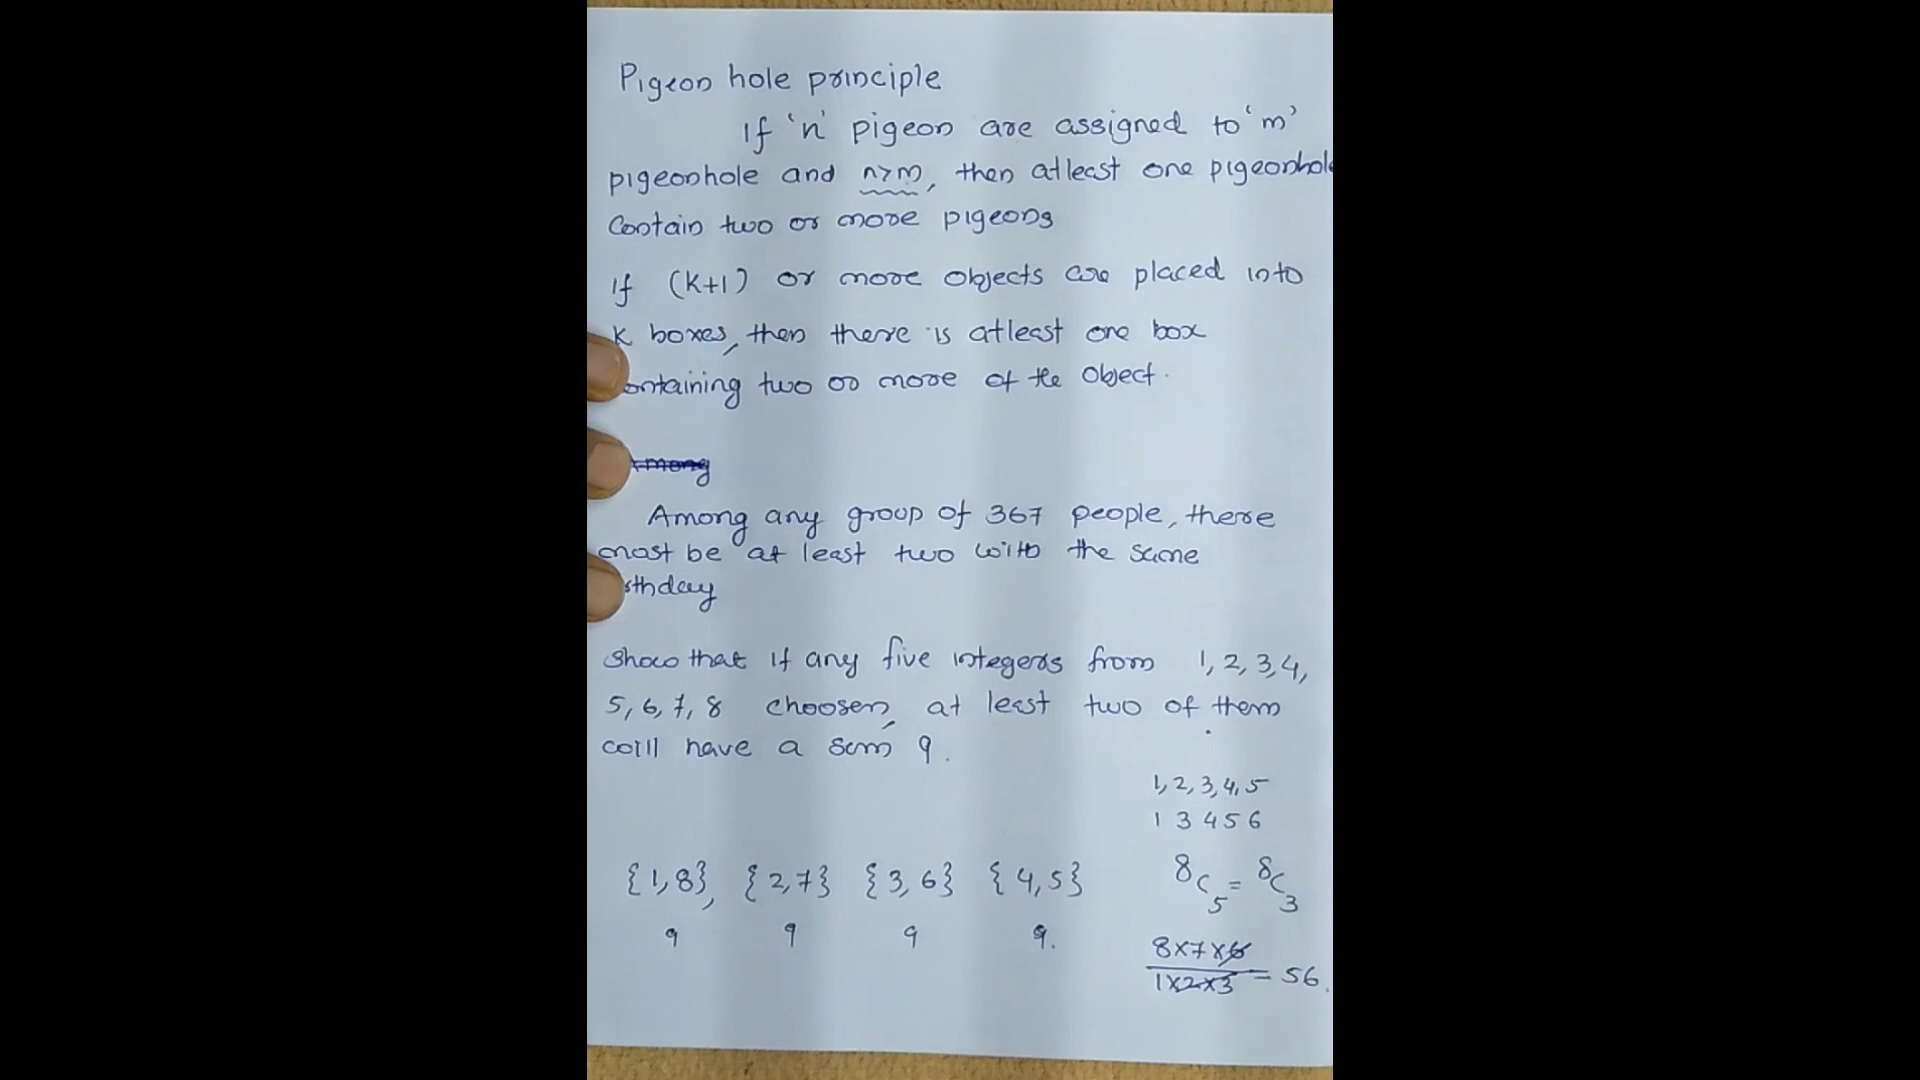 Pigeon hole principle
If 'n' pigeon are assigned to 'm'
pigeonhole and n>m, then atleast one pigeonhole
Contain two or more pigeons
If (k+1) or more objects are placed into
k boxes, then there is atleast one box
ontaining two or more of the object.
Among
Among any group of 367 people, there
must be at least two with the same
sthday
Show that if any five integers from 1, 2, 3, 4,
5, 6, 7, 8 choosen, at least two of them
will have a sum 9.
1, 2, 3, 4, 5
1 3 4 5 6
{1,8}, {2,7} {3,6} {4,5}
9 9 9 9.
8C5 = 8C3
8×7×6
1×2×3 = 56.